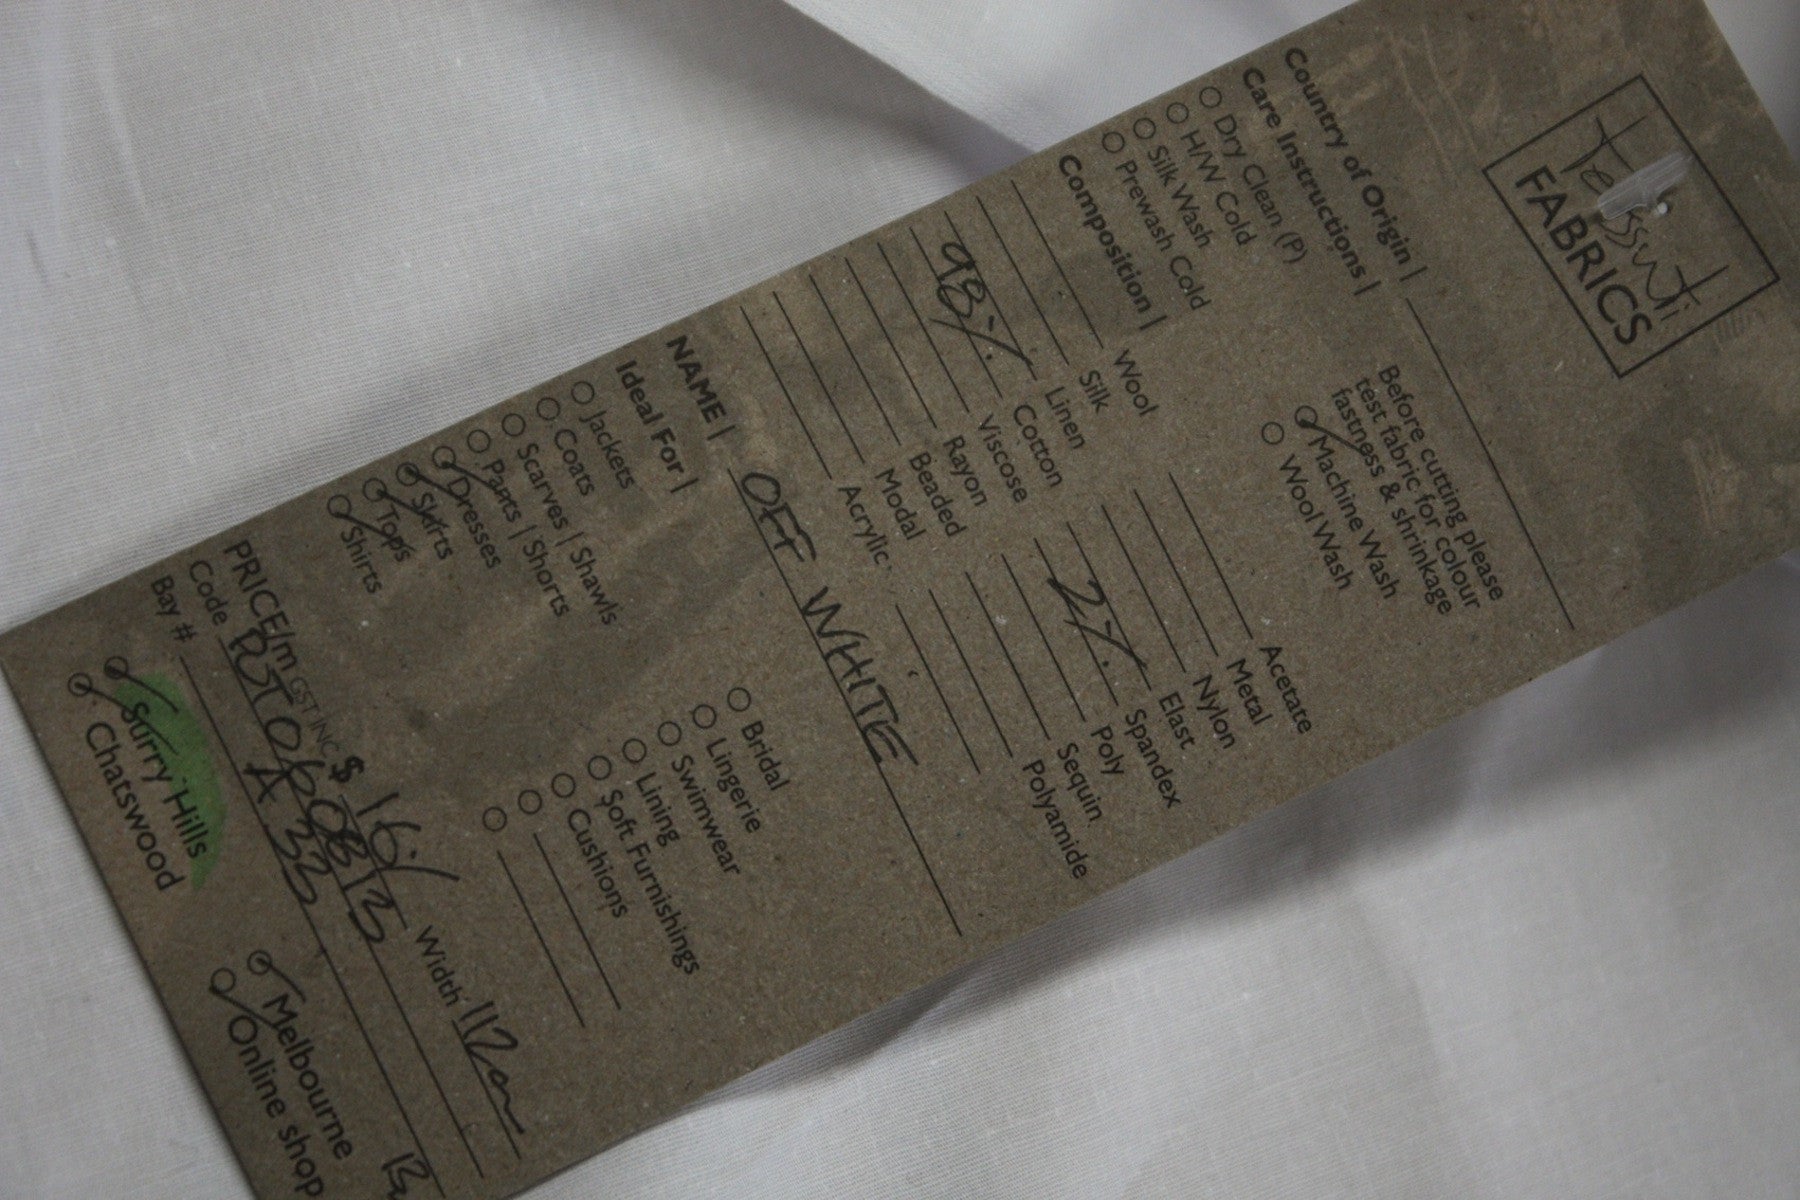 Tessuti
FABRICS
Country of Origin |
Care Instructions |
Before cutting please
test fabric for colour
fastness & shrinkage
Dry Clean (P)
H/W Cold
Silk Wash
Prewash Cold
Machine Wash
Wool Wash
Composition |
Wool
Silk
Linen
98% Cotton
Viscose
Rayon
Beaded
Modal
Acrylic
Acetate
Metal
Nylon
Elast
2% Spandex
Poly
Sequin
Polyamide
NAME | OFF WHITE
Ideal For |
Jackets
Coats
Scarves | Shawls
Pants | Shorts
Dresses
Skirts
Tops
Shirts
Bridal
Lingerie
Swimwear
Lining
Soft Furnishings
Cushions
PRICE/m GST INC $ 16./ Width 112cm
Code
Bay # A 33
Surry Hills
Chatswood
Melbourne
Online shop